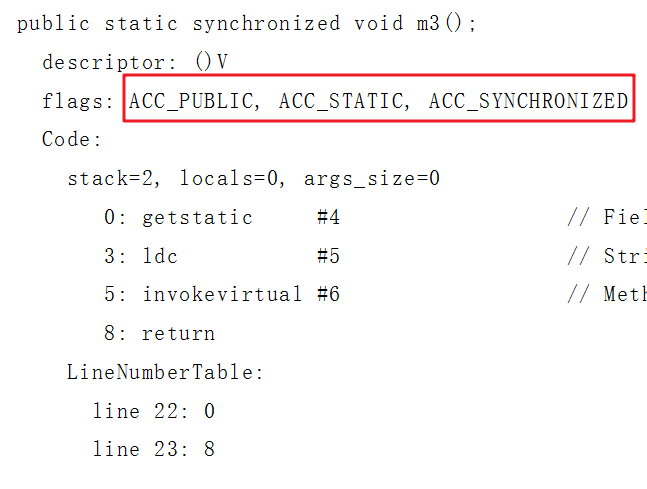 public static synchronized void m3();
descriptor: ()V
flags: ACC_PUBLIC, ACC_STATIC, ACC_SYNCHRONIZED
Code:
stack=2, locals=0, args_size=0
0: getstatic     #4                  // Fiel
3: ldc           #5                  // Stri
5: invokevirtual #6                  // Meth
8: return
LineNumberTable:
line 22: 0
line 23: 8